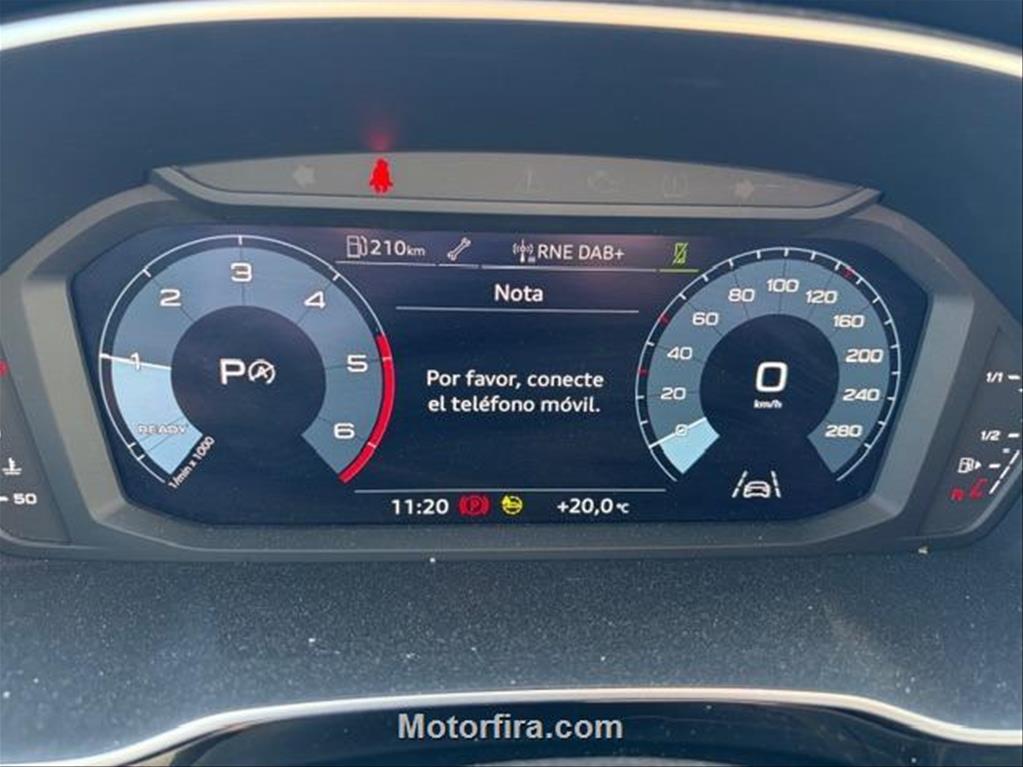 210km
RNE DAB+
Nota
Por favor, conecte
el teléfono móvil.
1
2
3
4
5
6
READY
1/min x 1000
P
A
0
20
40
60
80
100
120
160
200
240
280
0
km/h
11:20
P
+20,0 °C
50
1/1
1/2
Motorfira.com